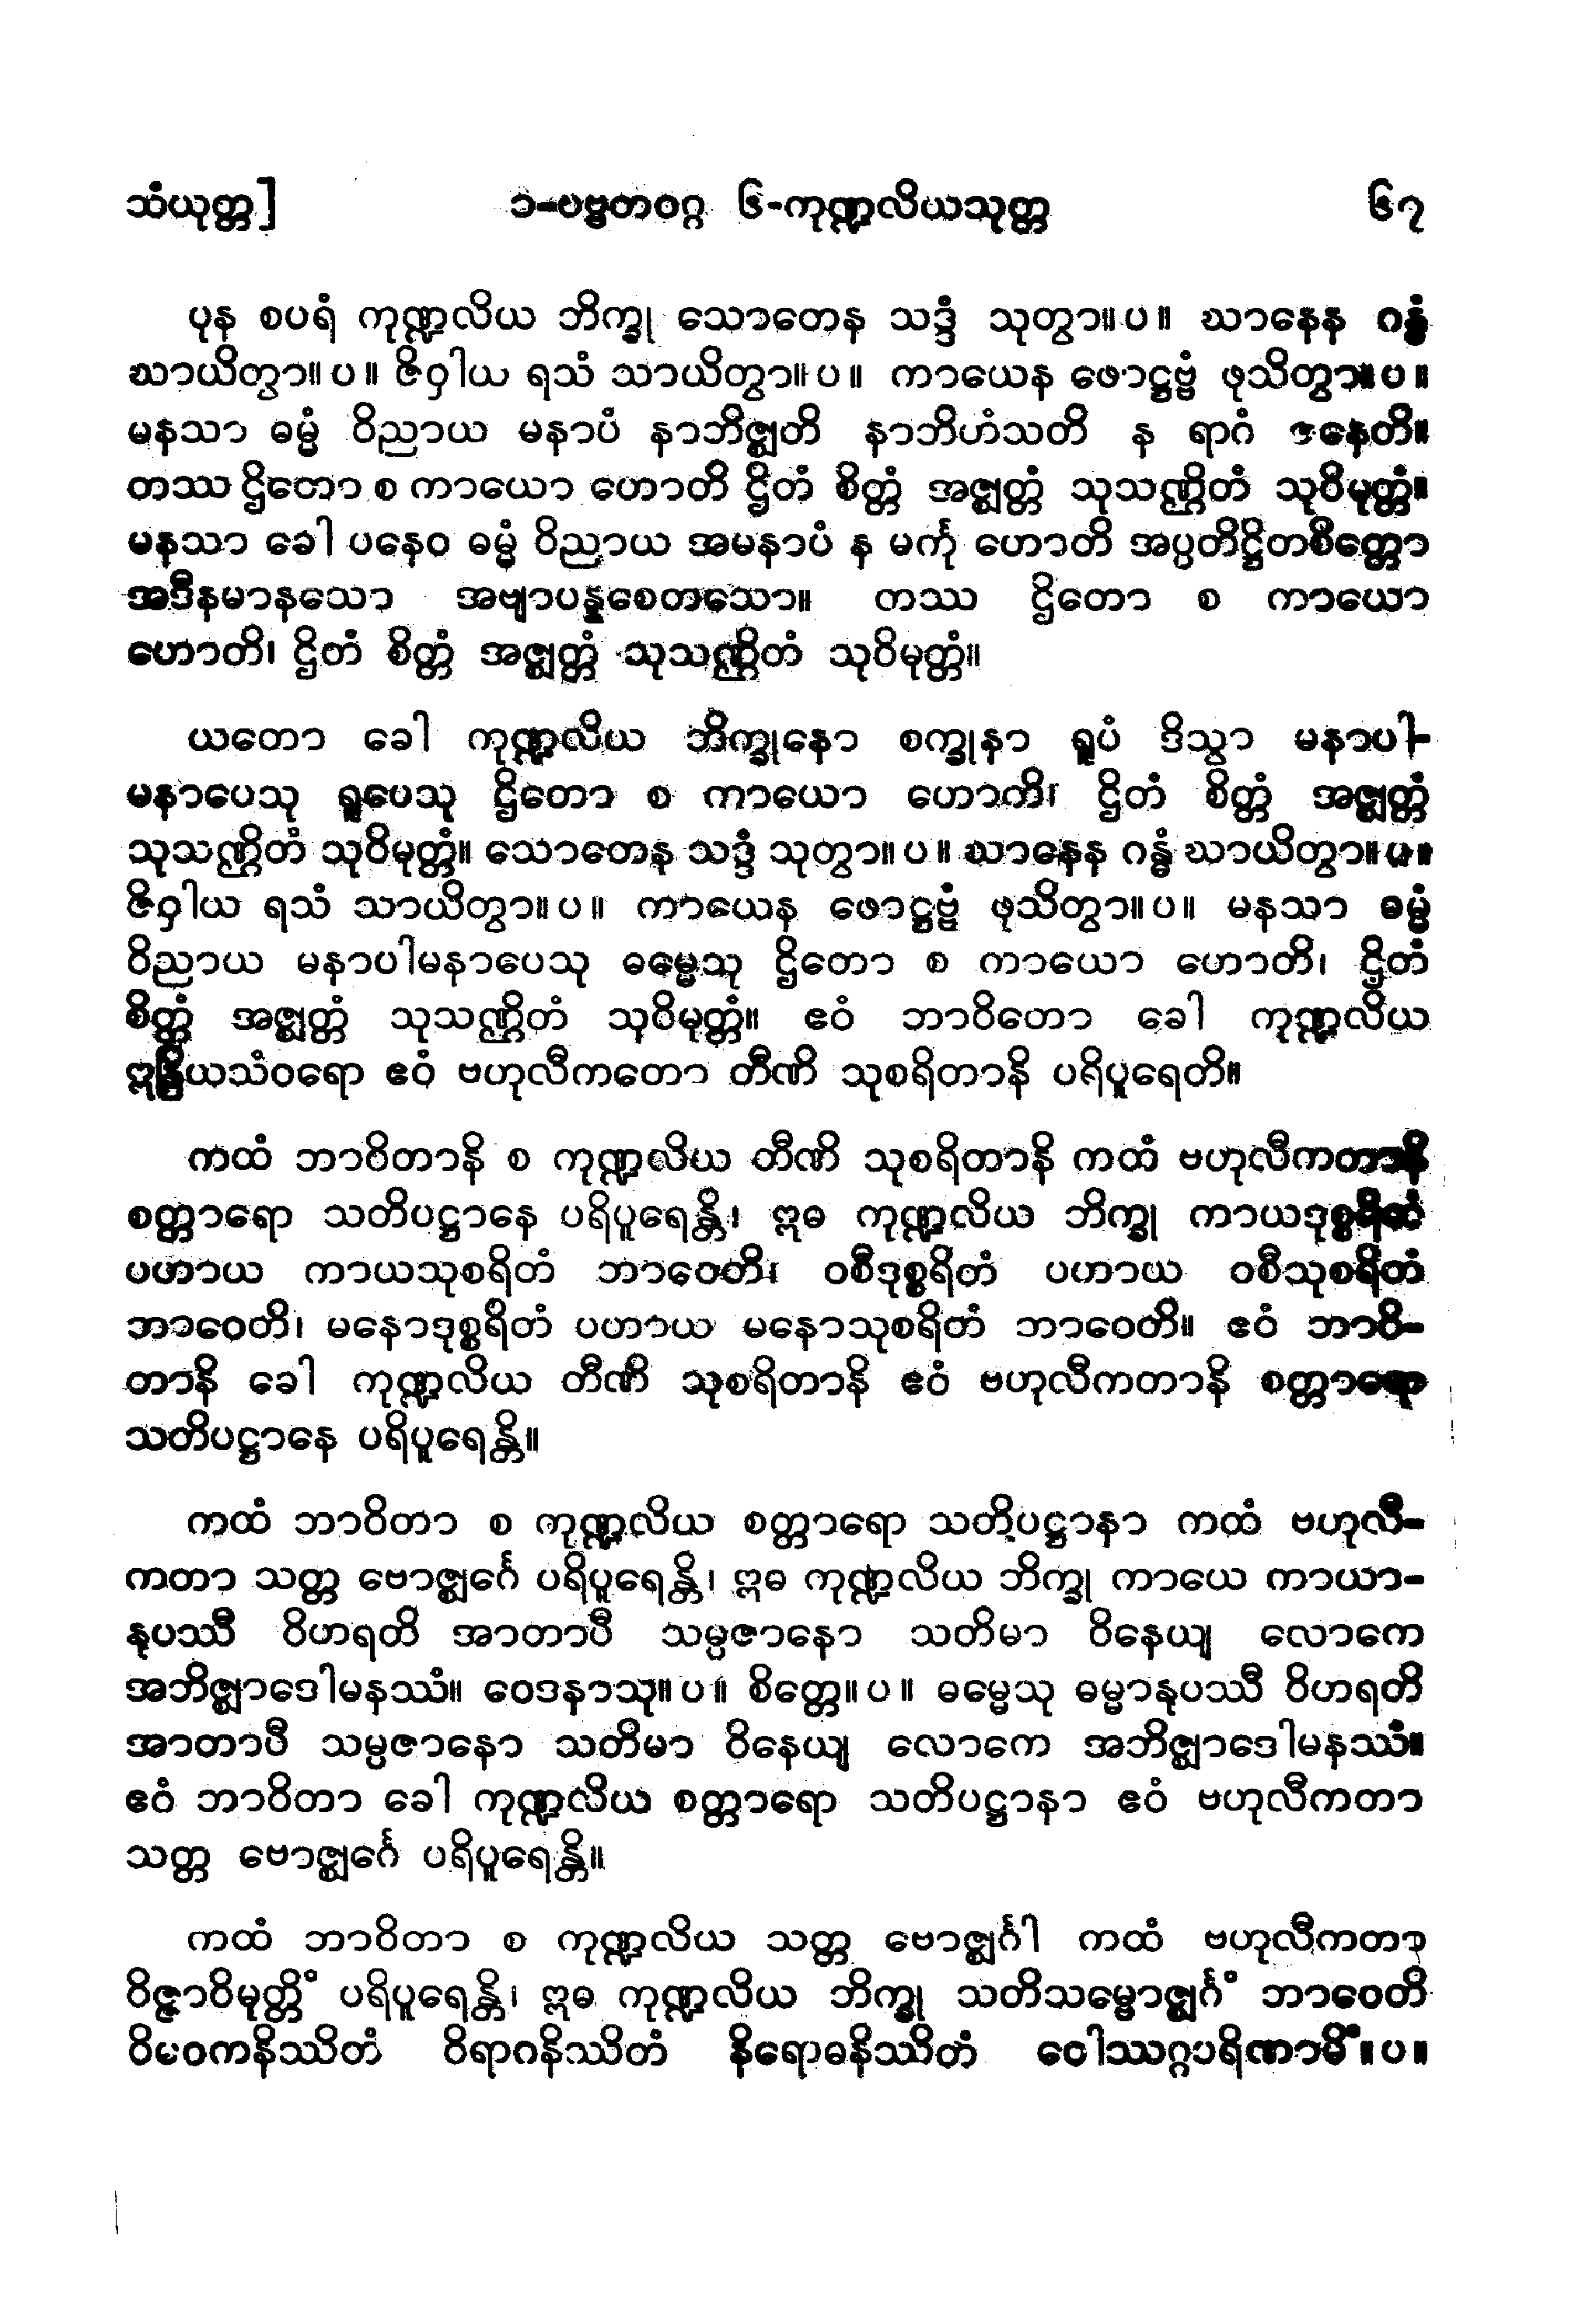 သံယုတ္တ]	၁-ပဗ္ဗတဝဂ္ဂ ၆-ကုဏ္ဍလိယသုတ္တ	၆၇
ပုန စပရံ ကုဏ္ဍလိယ ဘိက္ခု သောတေန သဒ္ဒံ သုတွာ။ပ။ ဃာနေန ဂန္ဓံ
ဃာယိတွာ။ပ။ ဇိဝှါယ ရသံ သာယိတွာ။ပ။ ကာယေန ဖောဋ္ဌဗ္ဗံ ဖုသိတွာ။ပ။
မနသာ ဓမ္မံ ဝိညာယ မနာပံ နာဘိဇ္ဈတိ နာဘိဟံသတိ န ရာဂံ ဇနေတိ။
တဿ ဌိတော စ ကာယော ဟောတိ ဌိတံ စိတ္တံ အဇ္ဈတ္တံ သုသဏ္ဌိတံ သုဝိမုတ္တံ။
မနသာ ခေါ ပနေဝ ဓမ္မံ ဝိညာယ အမနာပံ န မင်္ကု ဟောတိ အပ္ပတိဋ္ဌိတစိတ္တော
အဒီနမာနသော အဗျာပန္နစေတသော။ တဿ ဌိတော စ ကာယော
ဟောတိ၊ ဌိတံ စိတ္တံ အဇ္ဈတ္တံ သုသဏ္ဌိတံ သုဝိမုတ္တံ။
ယတော ခေါ ကုဏ္ဍလိယ ဘိက္ခုနော စက္ခုနာ ရူပံ ဒိသွာ မနာပါ-
မနာပေသု ရူပေသု ဌိတော စ ကာယော ဟောတိ၊ ဌိတံ စိတ္တံ အဇ္ဈတ္တံ
သုသဏ္ဌိတံ သုဝိမုတ္တံ။ သောတေန သဒ္ဒံ သုတွာ။ပ။ ဃာနေန ဂန္ဓံ ဃာယိတွာ။ပ။
ဇိဝှါယ ရသံ သာယိတွာ။ပ။ ကာယေန ဖောဋ္ဌဗ္ဗံ ဖုသိတွာ။ပ။ မနသာ ဓမ္မံ
ဝိညာယ မနာပါမနာပေသု ဓမ္မေသု ဌိတော စ ကာယော ဟောတိ၊ ဌိတံ
စိတ္တံ အဇ္ဈတ္တံ သုသဏ္ဌိတံ သုဝိမုတ္တံ။ ဧဝံ ဘာဝိတော ခေါ ကုဏ္ဍလိယ
ဣန္ဒြိယသံဝရော ဧဝံ ဗဟုလီကတော တီဏိ သုစရိတာနိ ပရိပူရေတိ။
ကထံ ဘာဝိတာနိ စ ကုဏ္ဍလိယ တီဏိ သုစရိတာနိ ကထံ ဗဟုလီကတာနိ
စတ္တာရော သတိပဋ္ဌာနေ ပရိပူရေန္တိ၊ ဣဓ ကုဏ္ဍလိယ ဘိက္ခု ကာယဒုစ္စရိတံ
ပဟာယ ကာယသုစရိတံ ဘာဝေတိ၊ ဝစီဒုစ္စရိတံ ပဟာယ ဝစီသုစရိတံ
ဘာဝေတိ၊ မနောဒုစ္စရိတံ ပဟာယ မနောသုစရိတံ ဘာဝေတိ။ ဧဝံ ဘာဝိ-
တာနိ ခေါ ကုဏ္ဍလိယ တီဏိ သုစရိတာနိ ဧဝံ ဗဟုလီကတာနိ စတ္တာရော
သတိပဋ္ဌာနေ ပရိပူရေန္တိ။
ကထံ ဘာဝိတာ စ ကုဏ္ဍလိယ စတ္တာရော သတိပဋ္ဌာနာ ကထံ ဗဟုလီ-
ကတာ သတ္တ ဗောဇ္ဈင်္ဂေ ပရိပူရေန္တိ၊ ဣဓ ကုဏ္ဍလိယ ဘိက္ခု ကာယေ ကာယာ-
နုပဿီ ဝိဟရတိ အာတာပီ သမ္ပဇာနော သတိမာ ဝိနေယျ လောကေ
အဘိဇ္ဈာဒေါမနဿံ။ ဝေဒနာသု။ပ။ စိတ္တေ။ပ။ ဓမ္မေသု ဓမ္မာနုပဿီ ဝိဟရတိ
အာတာပီ သမ္ပဇာနော သတိမာ ဝိနေယျ လောကေ အဘိဇ္ဈာဒေါမနဿံ။
ဧဝံ ဘာဝိတာ ခေါ ကုဏ္ဍလိယ စတ္တာရော သတိပဋ္ဌာနာ ဧဝံ ဗဟုလီကတာ
သတ္တ ဗောဇ္ဈင်္ဂေ ပရိပူရေန္တိ။
ကထံ ဘာဝိတာ စ ကုဏ္ဍလိယ သတ္တ ဗောဇ္ဈင်္ဂါ ကထံ ဗဟုလီကတာ
ဝိဇ္ဇာဝိမုတ္တိံ ပရိပူရေန္တိ၊ ဣဓ ကုဏ္ဍလိယ ဘိက္ခု သတိသမ္ဗောဇ္ဈင်္ဂံ ဘာဝေတိ
ဝိဝေကနိဿိတံ ဝိရာဂနိဿိတံ နိရောဓနိဿိတံ ဝေါဿဂ္ဂပရိဏာမိံ။ပ။